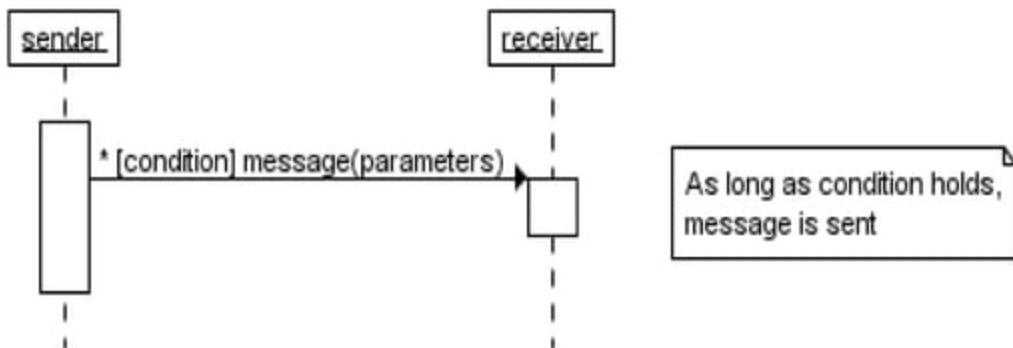 sender
receiver
* [condition] message(parameters)
As long as condition holds,
message is sent